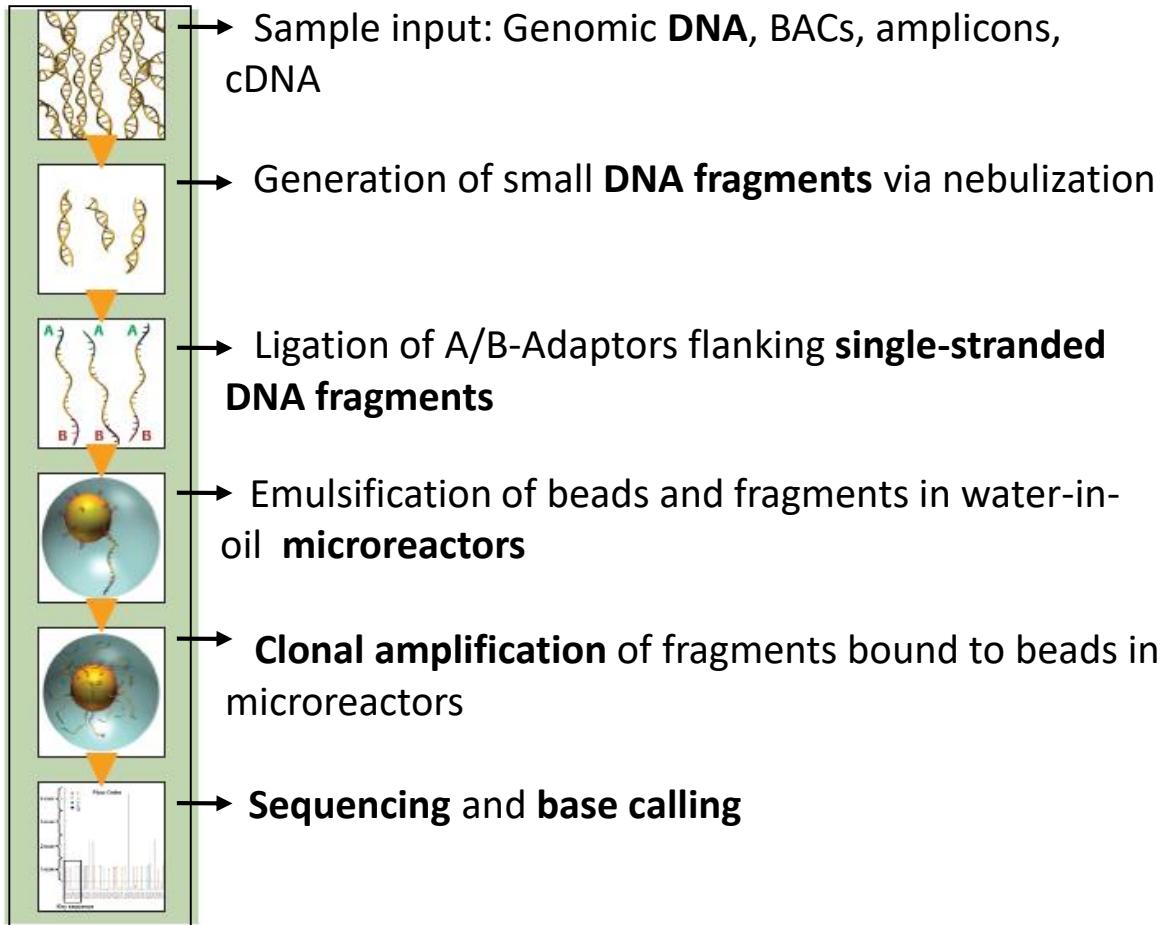 Sample input: Genomic DNA, BACs, amplicons,
cDNA
Generation of small DNA fragments via nebulization
A A A
B B B
Ligation of A/B-Adaptors flanking single-stranded
DNA fragments
Emulsification of beads and fragments in water-in-
oil microreactors
Clonal amplification of fragments bound to beads in
microreactors
Sequencing and base calling